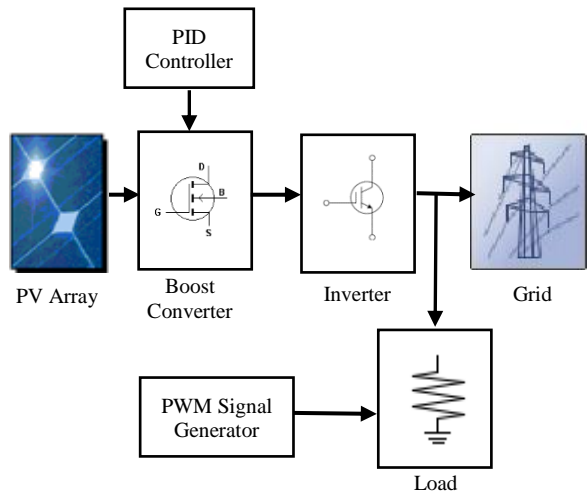 PID
Controller
D
B
G
S
PV Array
Boost
Converter
Inverter
Grid
PWM Signal
Generator
Load